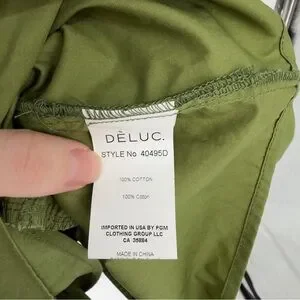 DÈLUC.
STYLE No 40495D
100% COTTON
100% Coton
IMPORTED IN USA BY PGM
CLOTHING GROUP LLC
CA 35884
MADE IN CHINA